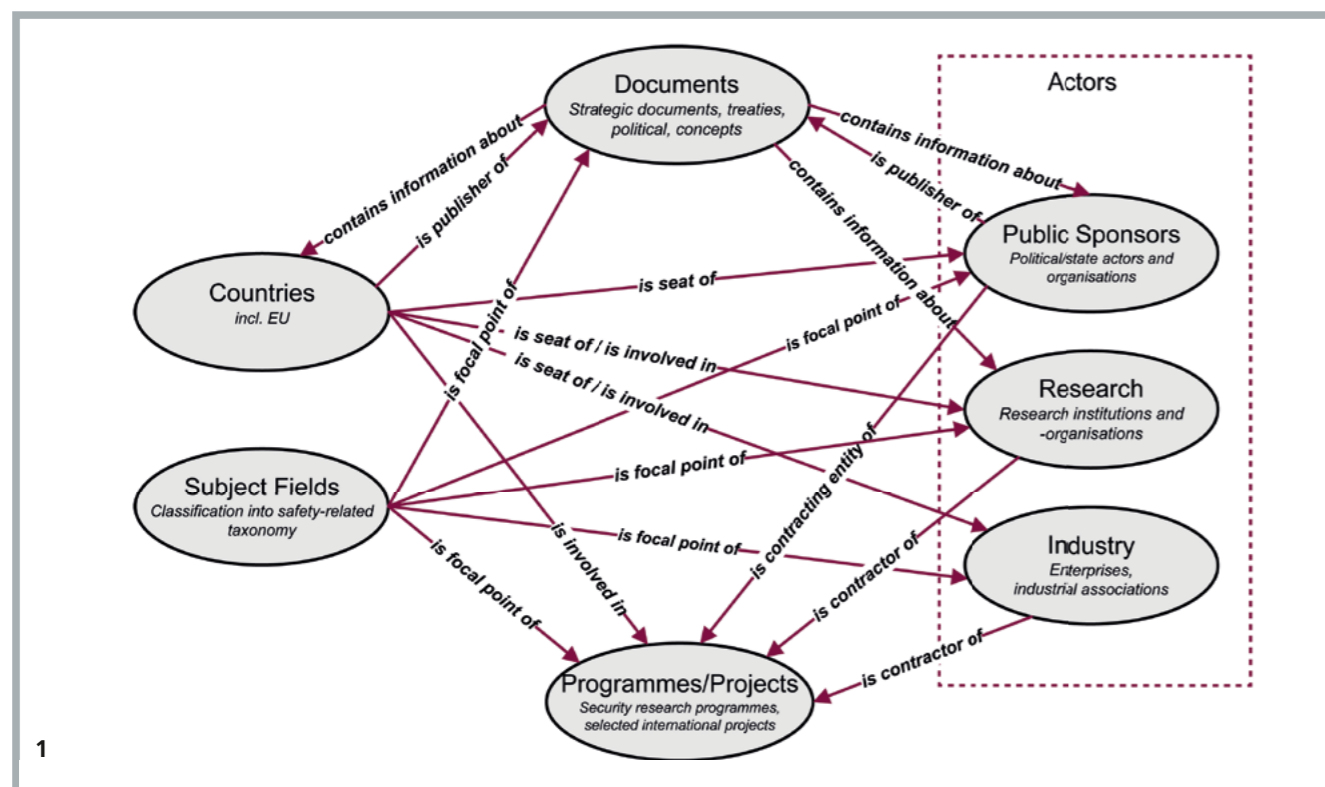 Documents
Strategic documents, treaties,
political, concepts
Actors
contains information about
is publisher of
contains information about
is publisher of
contains information about
Countries
incl. EU
Public Sponsors
Political/state actors and
organisations
is seat of
is focal point of
is focal point of
is seat of / is involved in
is seat of / is involved in
Research
Research institutions and
-organisations
Subject Fields
Classification into safety-related
taxonomy
is focal point of
is contracting entity of
is focal point of
is focal point of
is involved in
Industry
Enterprises,
industrial associations
is contractor of
is contractor of
Programmes/Projects
Security research programmes,
selected international projects
1